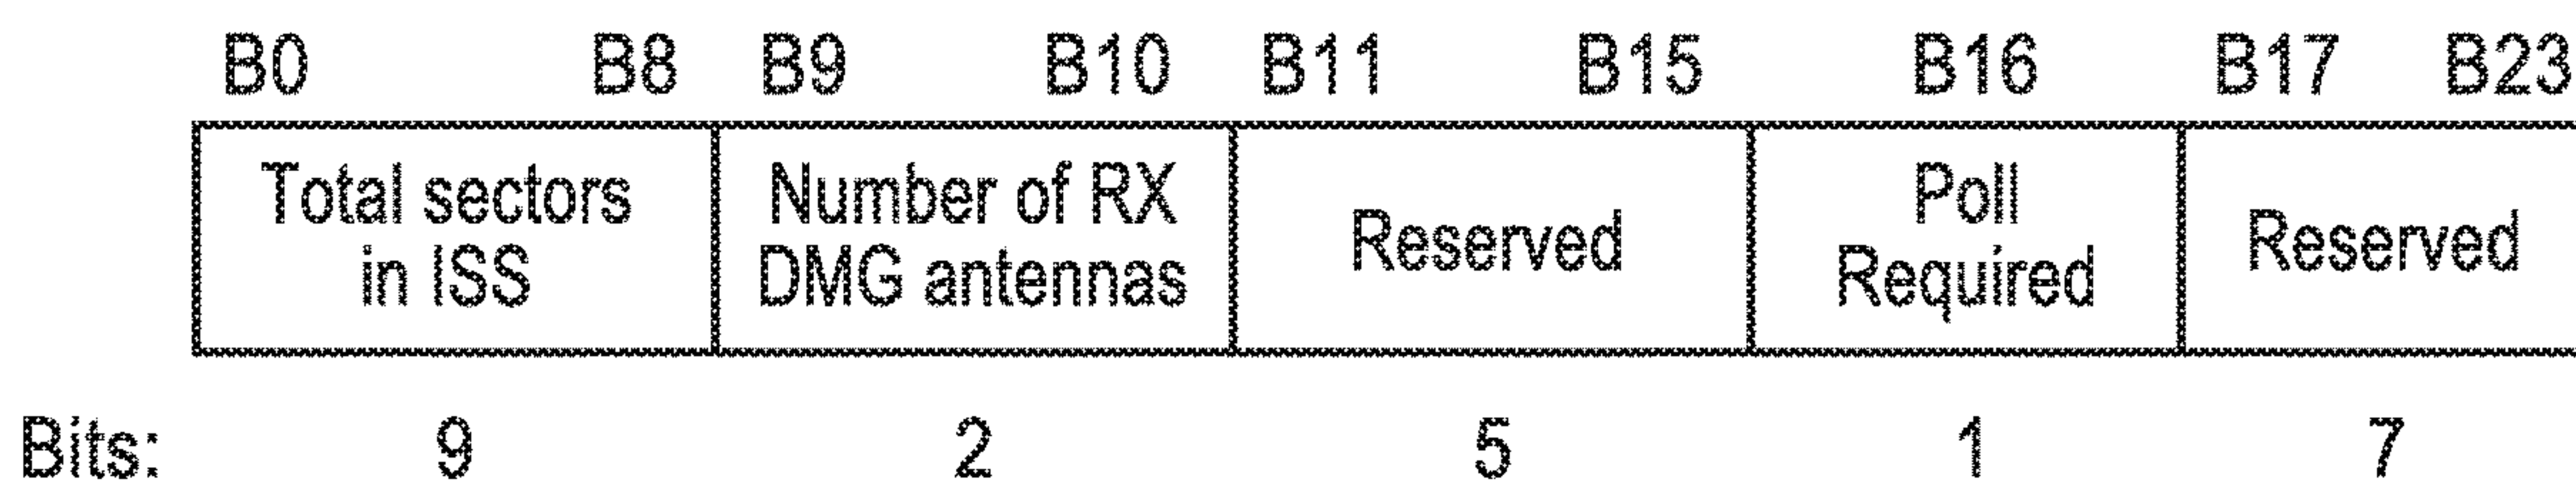 B0 B8 B9 B10 B11 B15 B16 B17 B23
Total sectors
in ISS
Number of RX
DMG antennas
Reserved
Poll
Required
Reserved
Bits: 9 2 5 1 7